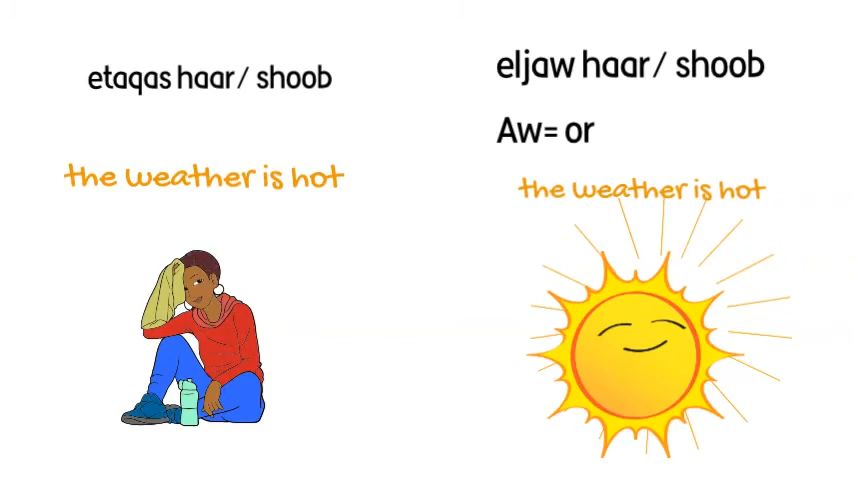 etaqas haar/ shoob
the weather is hot
eljaw haar/ shoob
Aw= or
the weather is hot